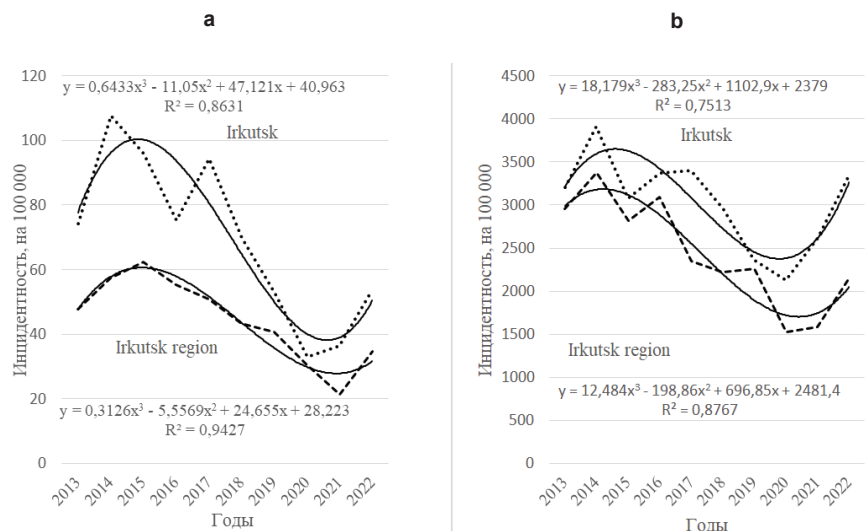 a
120
100
80
60
40
20
0
Инцидентность, на 100 000
y = 0,6433x³ - 11,05x² + 47,121x + 40,963
R² = 0,8631
Irkutsk
Irkutsk region
y = 0,3126x³ - 5,5569x² + 24,655x + 28,223
R² = 0,9427
2013 2014 2015 2016 2017 2018 2019 2020 2021 2022
Годы
b
4500
4000
3500
3000
2500
2000
1500
1000
500
0
Инцидентность, на 100 000
y = 18,179x³ - 283,25x² + 1102,9x + 2379
R² = 0,7513
Irkutsk
Irkutsk region
y = 12,484x³ - 198,86x² + 696,85x + 2481,4
R² = 0,8767
2013 2014 2015 2016 2017 2018 2019 2020 2021 2022
Годы